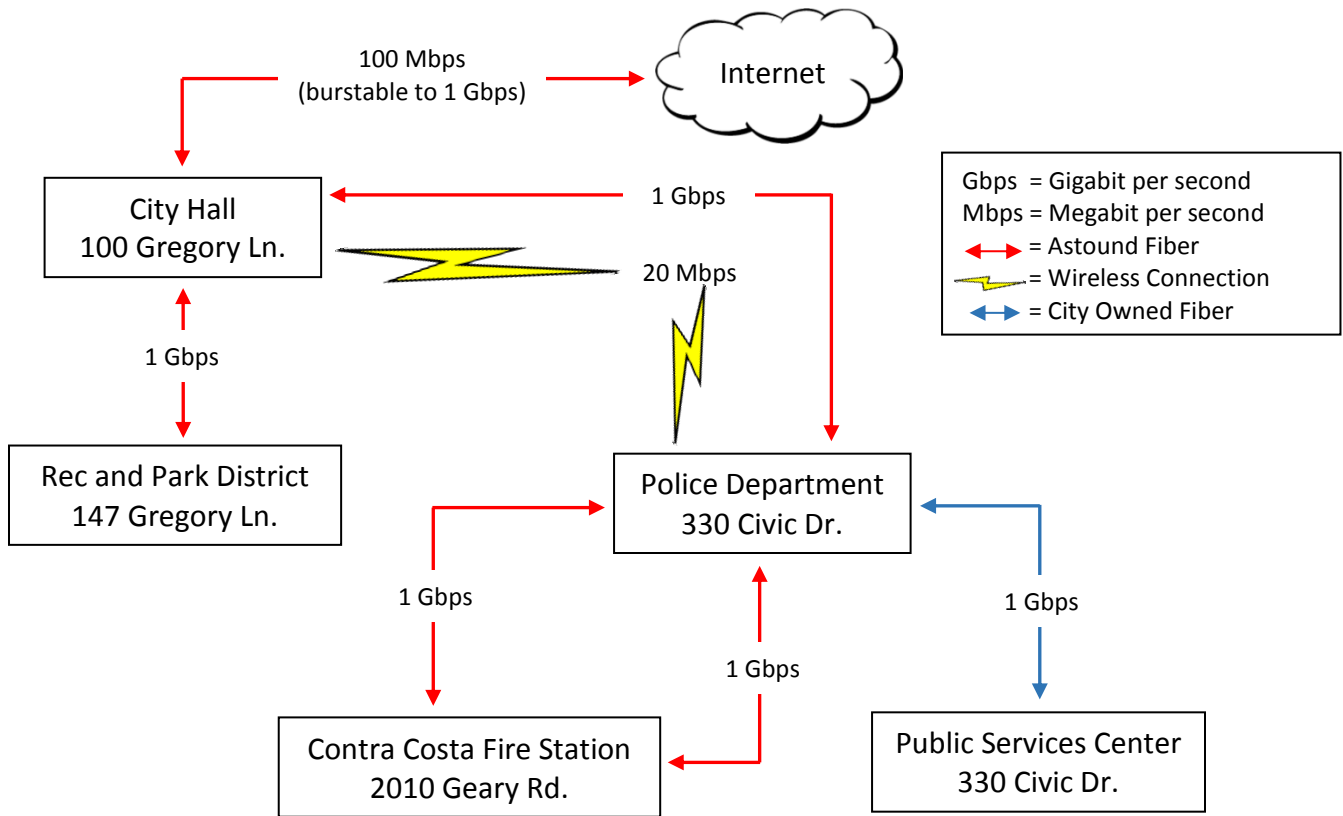 100 Mbps
(burstable to 1 Gbps)
Internet
City Hall
100 Gregory Ln.
1 Gbps
20 Mbps
Gbps = Gigabit per second
Mbps = Megabit per second
= Astound Fiber
= Wireless Connection
= City Owned Fiber
1 Gbps
Rec and Park District
147 Gregory Ln.
Police Department
330 Civic Dr.
1 Gbps
1 Gbps
1 Gbps
Contra Costa Fire Station
2010 Geary Rd.
Public Services Center
330 Civic Dr.